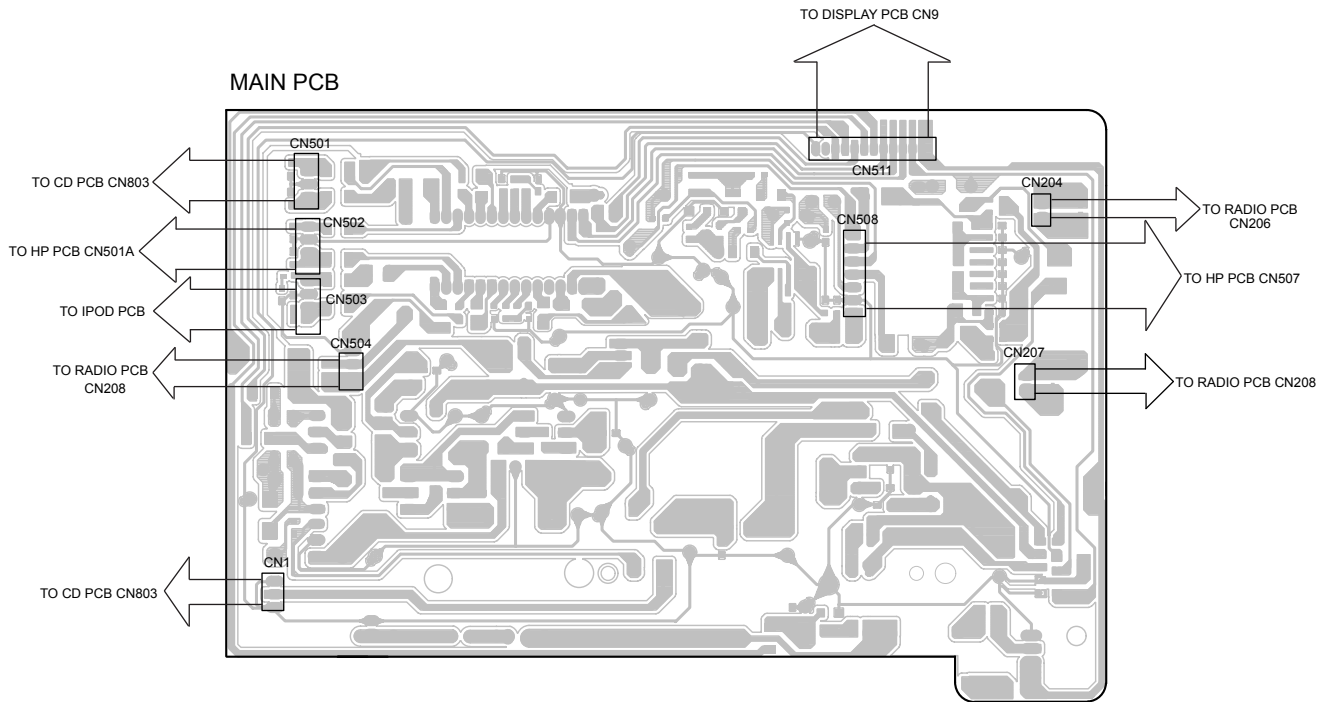 TO DISPLAY PCB CN9
MAIN PCB
CN501
CN511
TO CD PCB CN803
CN204
CN502
CN508
TO RADIO PCB
CN206
TO HP PCB CN501A
TO HP PCB CN507
CN503
TO IPOD PCB
CN504
CN207
TO RADIO PCB
CN208
TO RADIO PCB CN208
CN1
TO CD PCB CN803